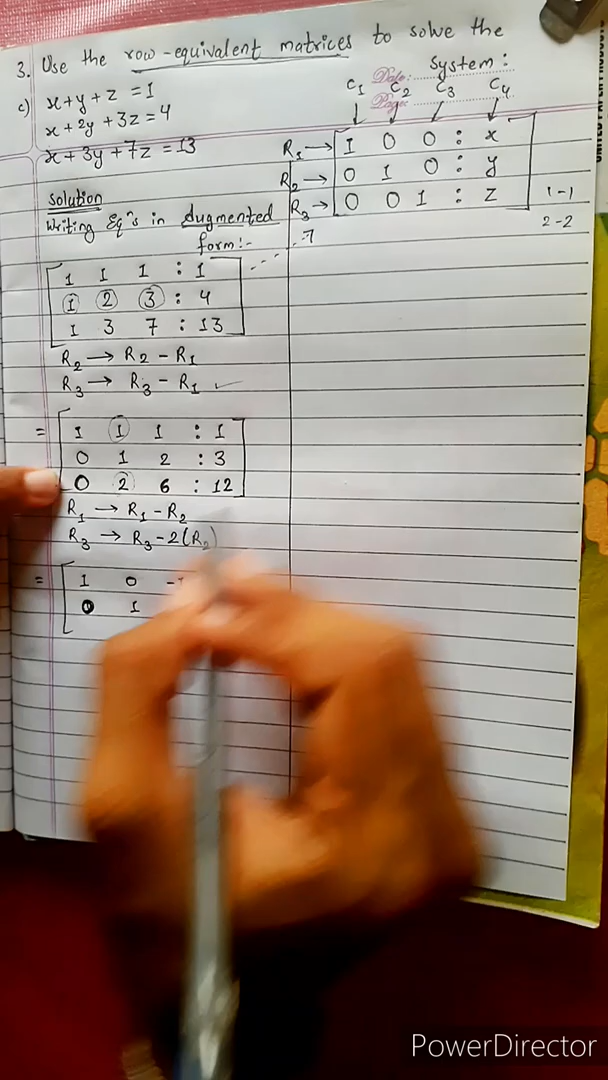 3. Use the row-equivalent matrices to solve the
system:
Date:
Page:
c) x+y+z=1
x+2y+3z=4
x+3y+7z=13
C1 C2 C3 C4
↓ ↓ ↓ ↓
R1→ [1 0 0 : x]
R2→ [0 1 0 : y]
R3→ [0 0 1 : z]
1-1
2-2
Solution
Writing Eqns in Augmented
form:-
[1 1 1 : 1]
[1 2 3 : 4]
[1 3 7 : 13]
R2 → R2 - R1
R3 → R3 - R1 ✓
= [1 1 1 : 1]
[0 1 2 : 3]
[0 2 6 : 12]
R1 → R1 - R2
R3 → R3 - 2(R2)
= [1 0
0 1
PowerDirector